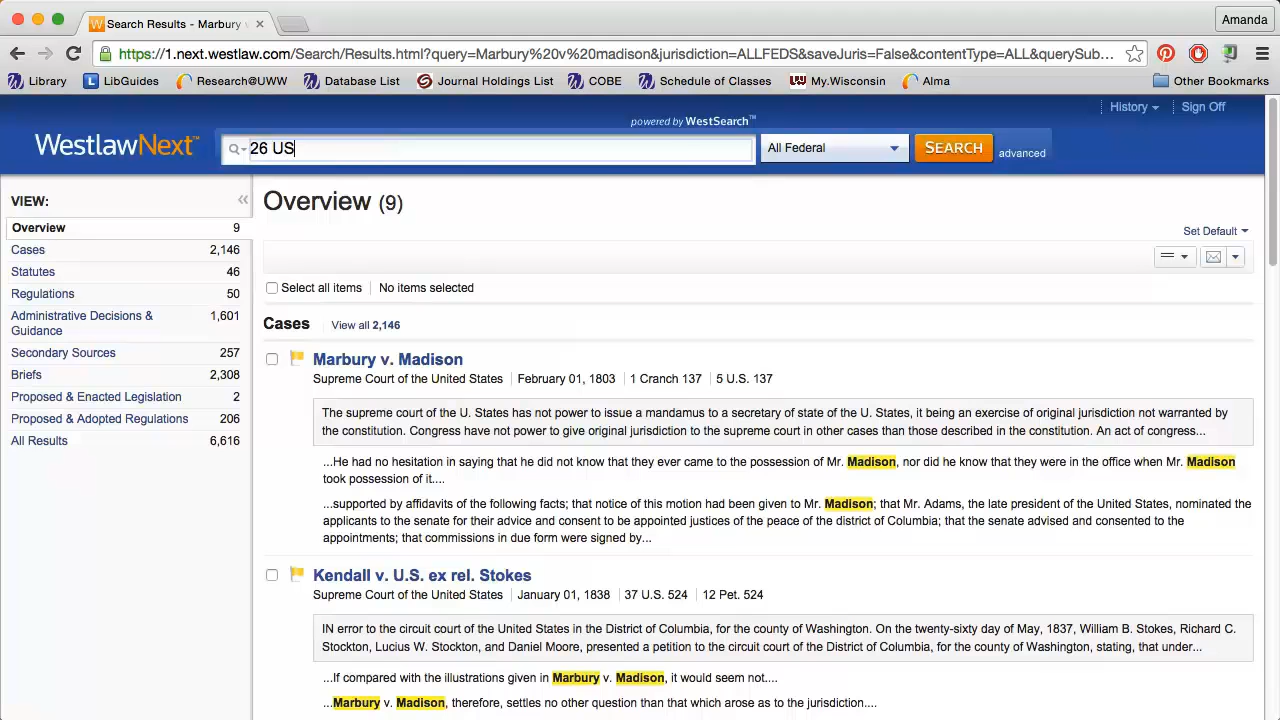 Search Results - Marbury v
Amanda
https://1.next.westlaw.com/Search/Results.html?query=Marbury%20v%20madison&jurisdiction=ALLFEDS&saveJuris=False&contentType=ALL&querySub...
Library LibGuides Research@UWW Database List Journal Holdings List COBE Schedule of Classes My.Wisconsin Alma Other Bookmarks
History Sign Off
powered by WestSearch™
WestlawNext™ 26 US All Federal SEARCH advanced
VIEW:
Overview 9
Cases 2,146
Statutes 46
Regulations 50
Administrative Decisions & Guidance 1,601
Secondary Sources 257
Briefs 2,308
Proposed & Enacted Legislation 2
Proposed & Adopted Regulations 206
All Results 6,616
Overview (9)
Set Default
Select all items No items selected
Cases View all 2,146
Marbury v. Madison
Supreme Court of the United States February 01, 1803 1 Cranch 137 5 U.S. 137
The supreme court of the U. States has not power to issue a mandamus to a secretary of state of the U. States, it being an exercise of original jurisdiction not warranted by
the constitution. Congress have not power to give original jurisdiction to the supreme court in other cases than those described in the constitution. An act of congress...
...He had no hesitation in saying that he did not know that they ever came to the possession of Mr. Madison, nor did he know that they were in the office when Mr. Madison
took possession of it....
...supported by affidavits of the following facts; that notice of this motion had been given to Mr. Madison; that Mr. Adams, the late president of the United States, nominated the
applicants to the senate for their advice and consent to be appointed justices of the peace of the district of Columbia; that the senate advised and consented to the
appointments; that commissions in due form were signed by...
Kendall v. U.S. ex rel. Stokes
Supreme Court of the United States January 01, 1838 37 U.S. 524 12 Pet. 524
IN error to the circuit court of the United States in the District of Columbia, for the county of Washington. On the twenty-sixty day of May, 1837, William B. Stokes, Richard C.
Stockton, Lucius W. Stockton, and Daniel Moore, presented a petition to the circuit court of the District of Columbia, for the county of Washington, stating, that under...
...If compared with the illustrations given in Marbury v. Madison, it would seem not....
...Marbury v. Madison, therefore, settles no other question than that which arose as to the jurisdiction....